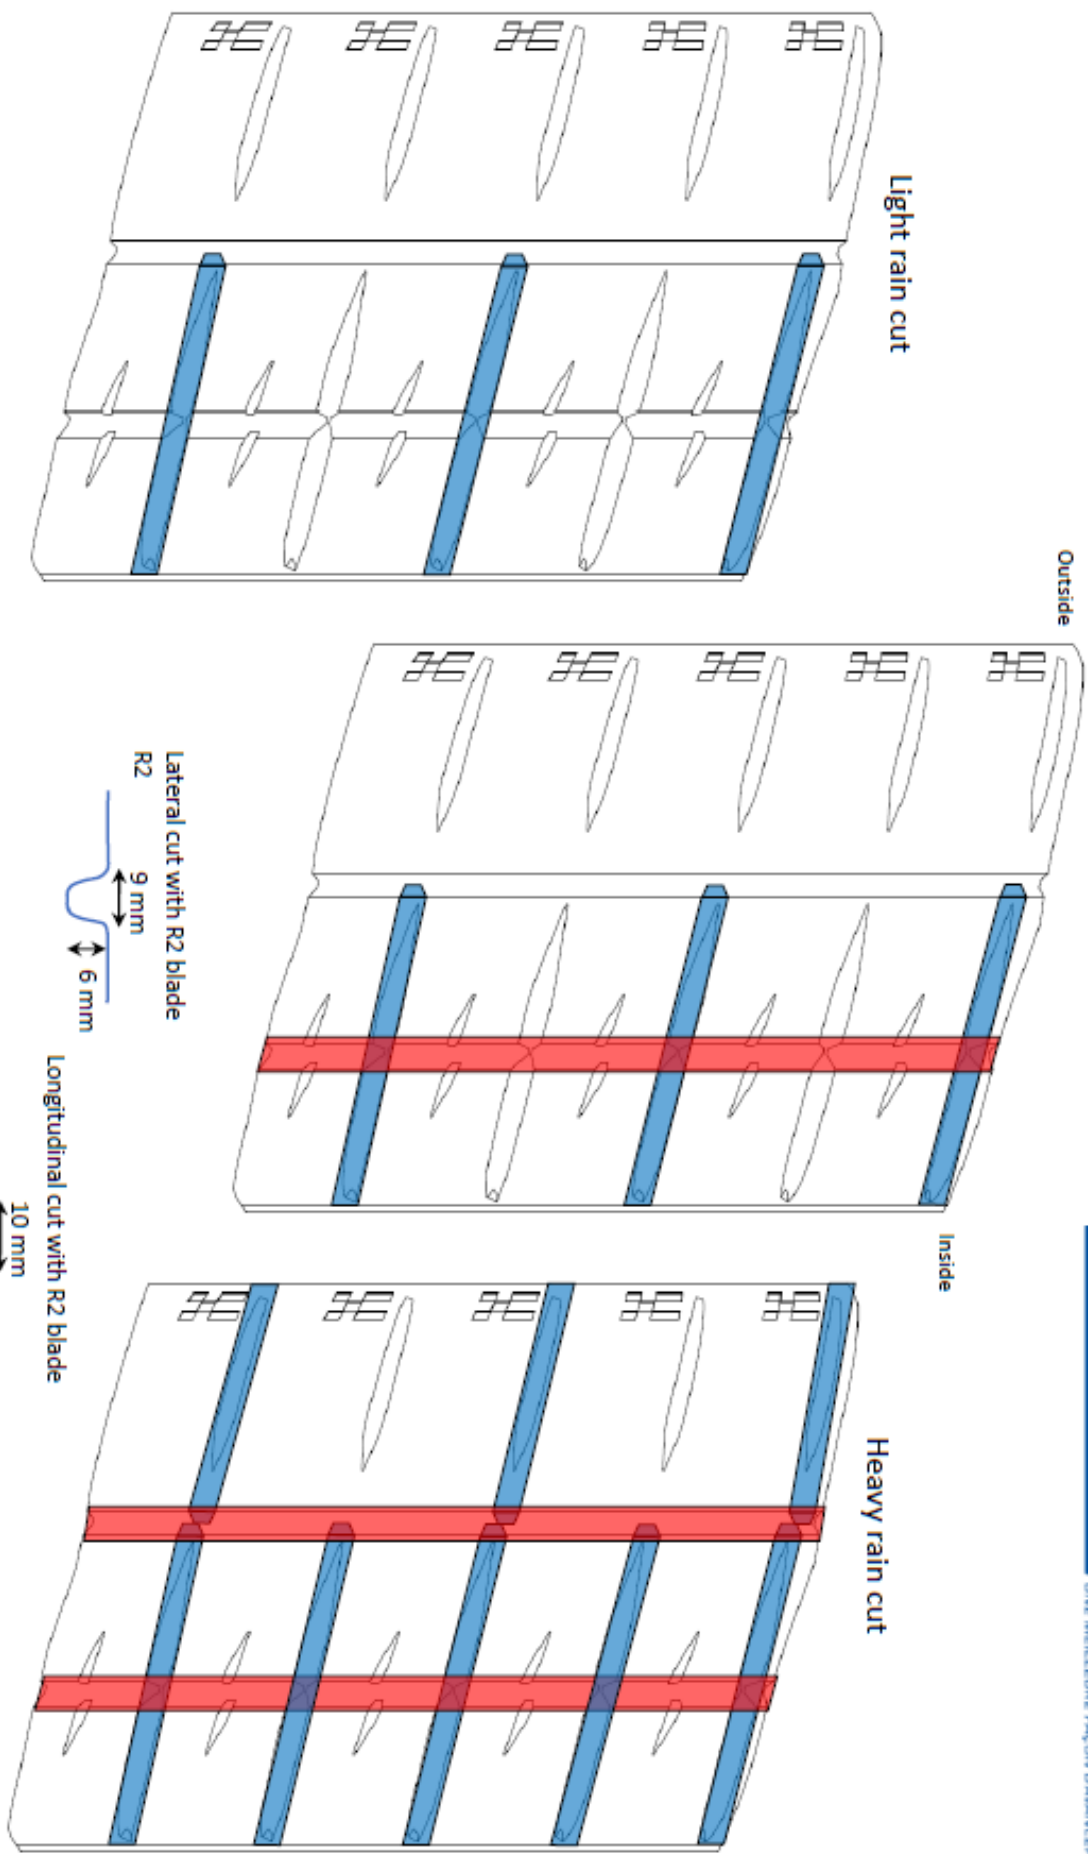 Light rain cut
Outside
Inside
Heavy rain cut
Lateral cut with R2 blade
R2
9 mm
6 mm
Longitudinal cut with R2 blade
10 mm